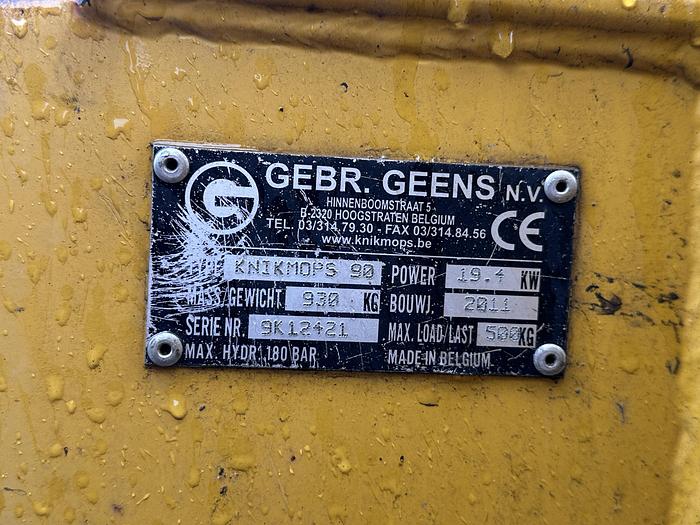 G
GEBR. GEENS N.V.
HINNENBOOMSTRAAT 5
B-2320 HOOGSTRATEN BELGIUM
TEL. 03/314.79.30 - FAX 03/314.84.56
www.knikmops.be
CE
KNIKMOPS 90 POWER 19.4 KW
MASS/GEWICHT 930 KG BOUWJ. 2011
SERIE NR. 9K12421 MAX. LOAD/LAST 500KG
MAX. HYDR. 180 BAR MADE IN BELGIUM